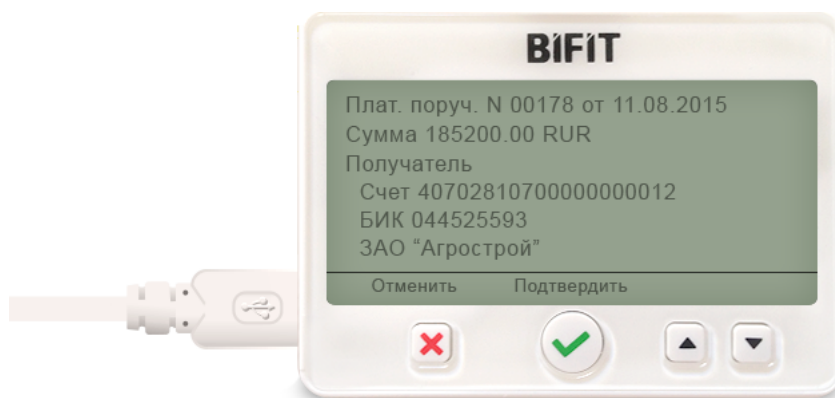 BIFIT
Плат. поруч. N 00178 от 11.08.2015
Сумма 185200.00 RUR
Получатель
Счет 40702810700000000012
БИК 044525593
ЗАО “Агрострой”
Отменить Подтвердить